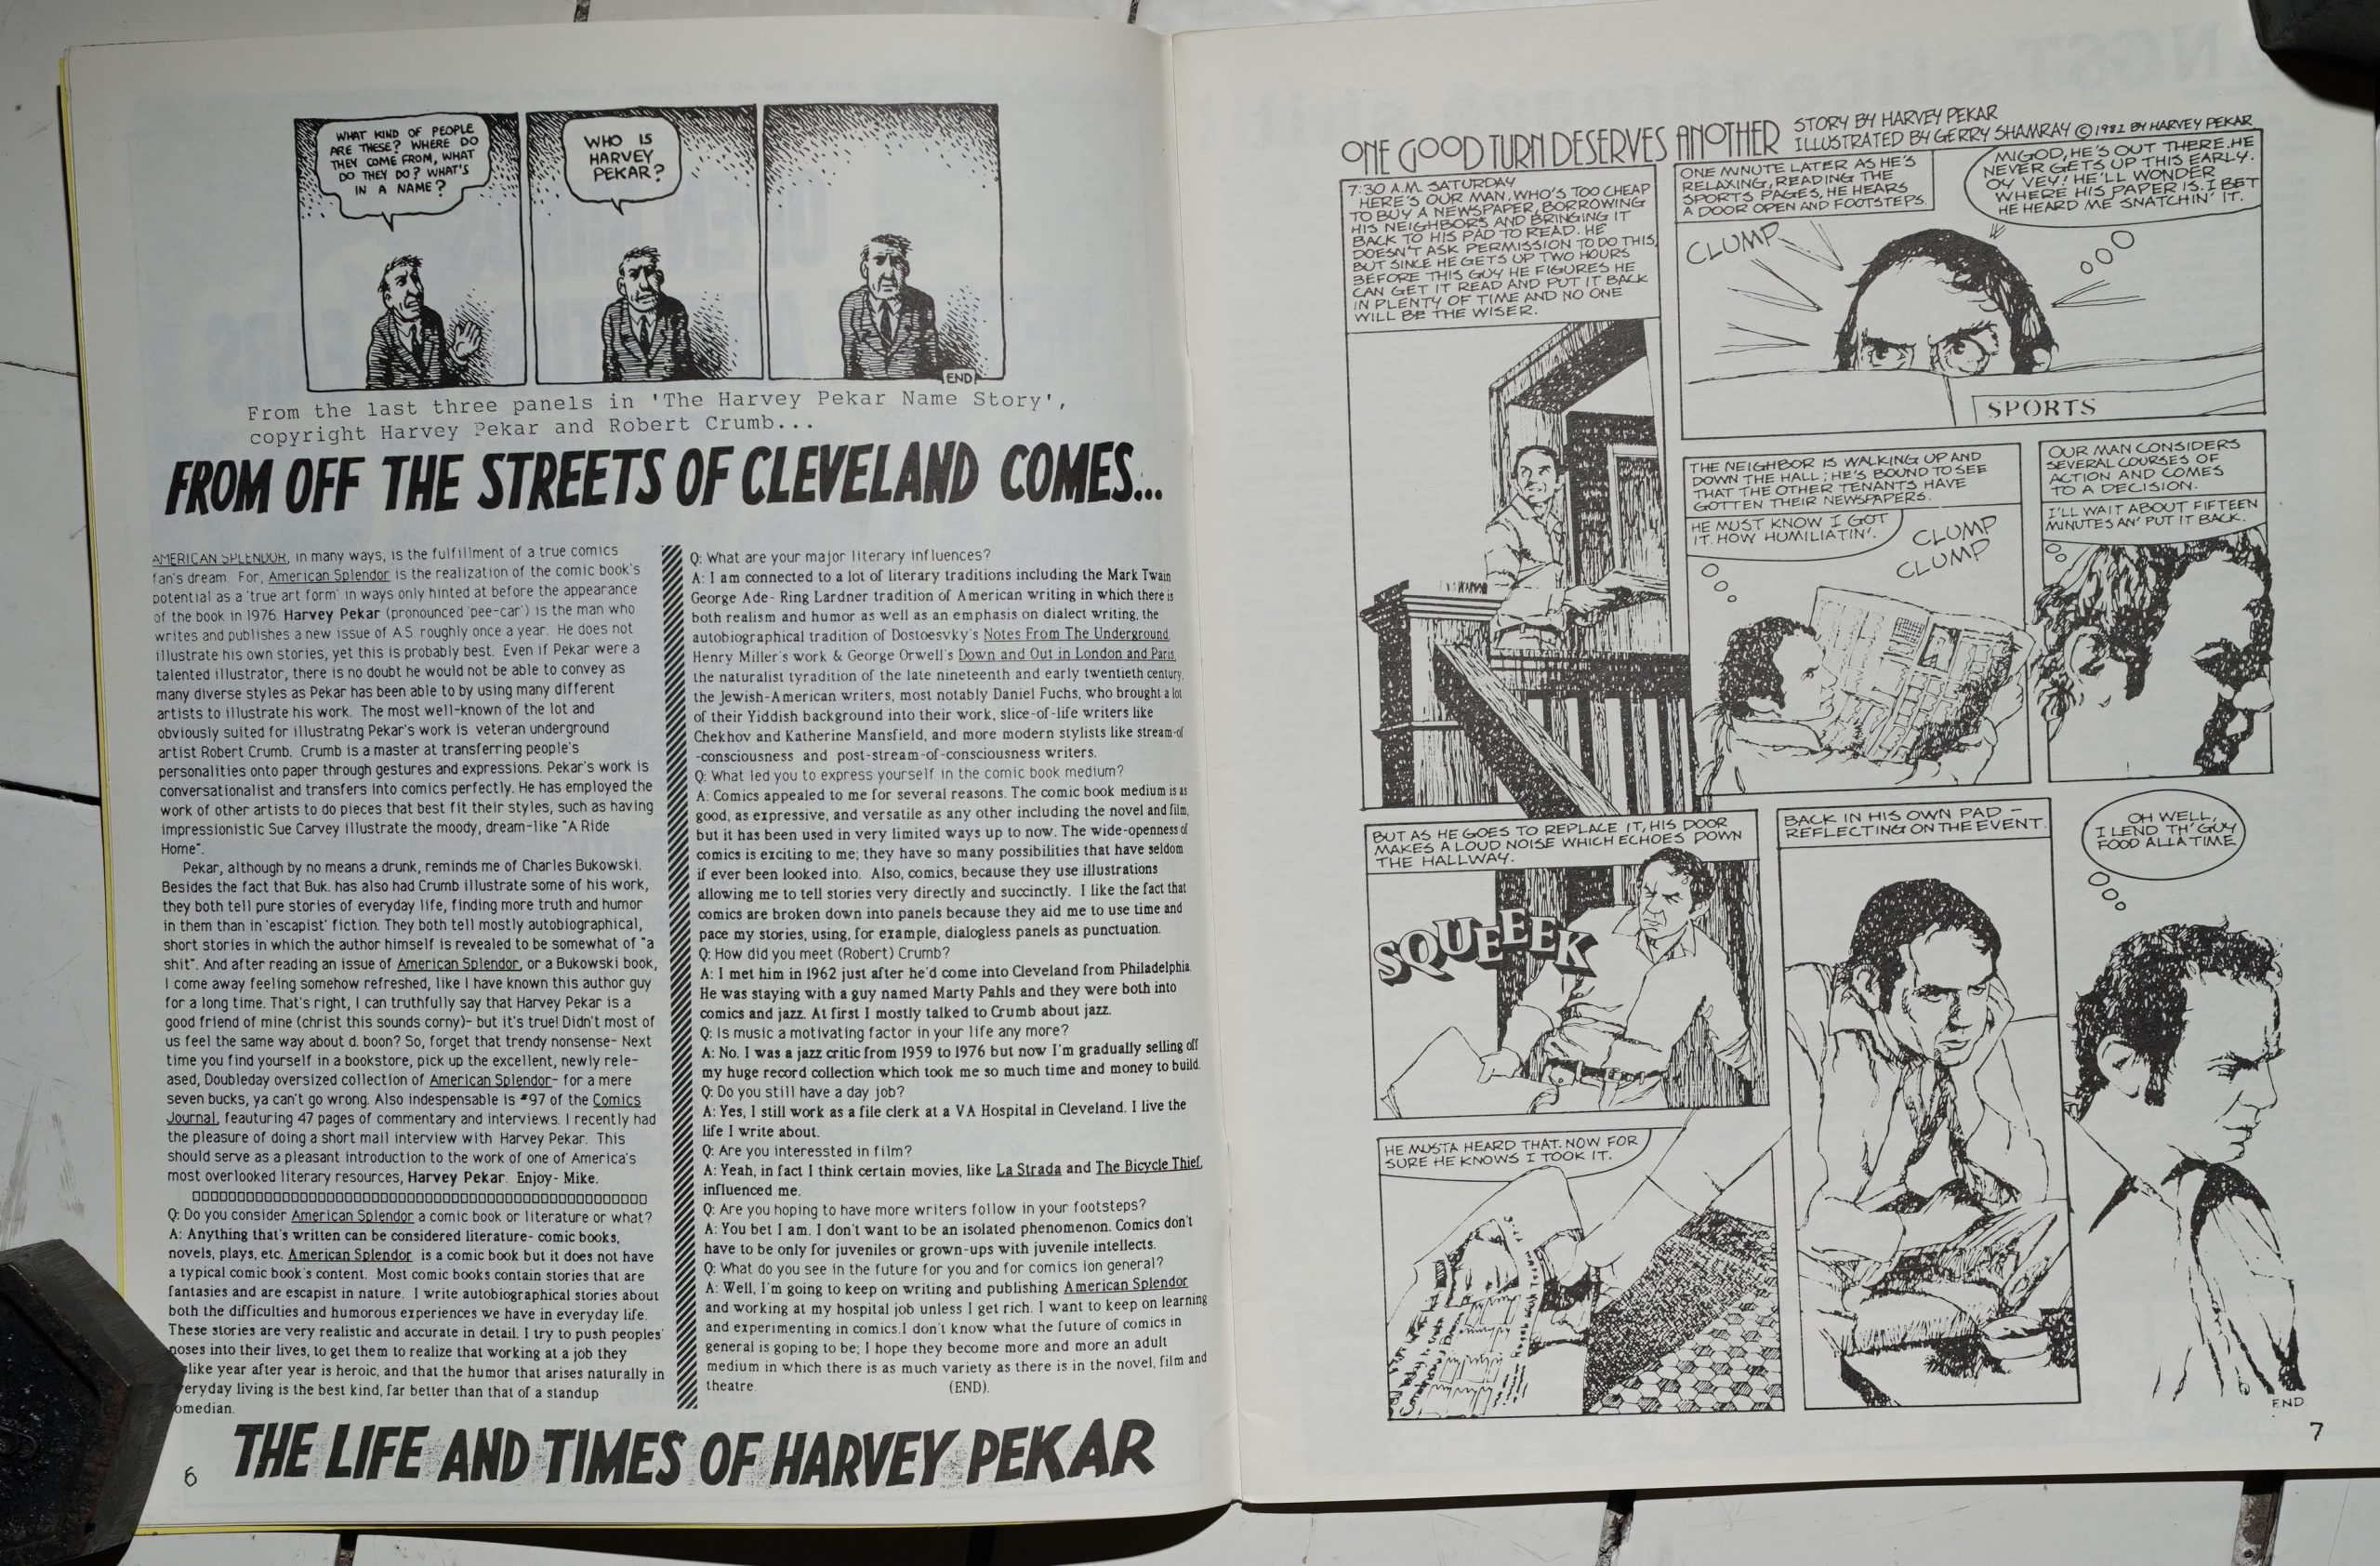 WHAT KIND OF PEOPLE
ARE THESE? WHERE DO
THEY COME FROM, WHAT
DO THEY DO? WHAT'S
IN A NAME?
WHO IS
HARVEY
PEKAR?
END
From the last three panels in 'The Harvey Pekar Name Story',
copyright Harvey Pekar and Robert Crumb...
FROM OFF THE STREETS OF CLEVELAND COMES...
AMERICAN SPLENDOR, in many ways, is the fulfillment of a true comics
fan's dream. For, American Splendor is the realization of the comic book's
potential as a 'true art form' in ways only hinted at before the appearance
of the book in 1976. Harvey Pekar (pronounced 'pee-car') is the man who
writes and publishes a new issue of A.S. roughly once a year. He does not
illustrate his own stories, yet this is probably best. Even if Pekar were a
talented illustrator, there is no doubt he would not be able to convey as
many diverse styles as Pekar has been able to by using many different
artists to illustrate his work. The most well-known of the lot and
obviously suited for illustratng Pekar's work is veteran underground
artist Robert Crumb. Crumb is a master at transferring people's
personalities onto paper through gestures and expressions. Pekar's work is
conversationalist and transfers into comics perfectly. He has employed the
work of other artists to do pieces that best fit their styles, such as having
impressionistic Sue Carvey illustrate the moody, dream-like "A Ride
Home".
Pekar, although by no means a drunk, reminds me of Charles Bukowski.
Besides the fact that Buk. has also had Crumb illustrate some of his work,
they both tell pure stories of everyday life, finding more truth and humor
in them than in 'escapist' fiction. They both tell mostly autobiographical,
short stories in which the author himself is revealed to be somewhat of "a
shit". And after reading an issue of American Splendor, or a Bukowski book,
I come away feeling somehow refreshed, like I have known this author guy
for a long time. That's right, I can truthfully say that Harvey Pekar is a
good friend of mine (christ this sounds corny)- but it's true! Didn't most of
us feel the same way about d. boon? So, forget that trendy nonsense- Next
time you find yourself in a bookstore, pick up the excellent, newly rele-
ased, Doubleday oversized collection of American Splendor- for a mere
seven bucks, ya can't go wrong. Also indespensable is #97 of the Comics
Journal, feauturing 47 pages of commentary and interviews. I recently had
the pleasure of doing a short mail interview with Harvey Pekar. This
should serve as a pleasant introduction to the work of one of America's
most overlooked literary resources, Harvey Pekar. Enjoy- Mike.
Q: Do you consider American Splendor a comic book or literature or what?
A: Anything that's written can be considered literature- comic books,
novels, plays, etc. American Splendor is a comic book but it does not have
a typical comic book's content. Most comic books contain stories that are
fantasies and are escapist in nature. I write autobiographical stories about
both the difficulties and humorous experiences we have in everyday life.
These stories are very realistic and accurate in detail. I try to push peoples'
noses into their lives, to get them to realize that working at a job they
slike year after year is heroic, and that the humor that arises naturally in
veryday living is the best kind, far better than that of a standup
omedian.
Q: What are your major literary influences?
A: I am connected to a lot of literary traditions including the Mark Twain
George Ade- Ring Lardner tradition of American writing in which there is
both realism and humor as well as an emphasis on dialect writing, the
autobiographical tradition of Dostoesvky's Notes From The Underground,
Henry Miller's work & George Orwell's Down and Out in London and Paris,
the naturalist tyradition of the late nineteenth and early twentieth century,
the Jewish-American writers, most notably Daniel Fuchs, who brought a lot
of their Yiddish background into their work, slice-of-life writers like
Chekhov and Katherine Mansfield, and more modern stylists like stream-of
-consciousness and post-stream-of-consciousness writers.
Q: What led you to express yourself in the comic book medium?
A: Comics appealed to me for several reasons. The comic book medium is as
good, as expressive, and versatile as any other including the novel and film,
but it has been used in very limited ways up to now. The wide-openness of
comics is exciting to me; they have so many possibilities that have seldom
if ever been looked into. Also, comics, because they use illustrations
allowing me to tell stories very directly and succinctly. I like the fact that
comics are broken down into panels because they aid me to use time and
pace my stories, using, for example, dialogless panels as punctuation.
Q: How did you meet (Robert) Crumb?
A: I met him in 1962 just after he'd come into Cleveland from Philadelphia.
He was staying with a guy named Marty Pahls and they were both into
comics and jazz. At first I mostly talked to Crumb about jazz.
Q: Is music a motivating factor in your life any more?
A: No. I was a jazz critic from 1959 to 1976 but now I'm gradually selling off
my huge record collection which took me so much time and money to build.
Q: Do you still have a day job?
A: Yes, I still work as a file clerk at a VA Hospital in Cleveland. I live the
life I write about.
Q: Are you interessted in film?
A: Yeah, in fact I think certain movies, like La Strada and The Bicycle Thief,
influenced me.
Q: Are you hoping to have more writers follow in your footsteps?
A: You bet I am. I don't want to be an isolated phenomenon. Comics don't
have to be only for juveniles or grown-ups with juvenile intellects.
Q: What do you see in the future for you and for comics ion general?
A: Well, I'm going to keep on writing and publishing American Splendor
and working at my hospital job unless I get rich. I want to keep on learning
and experimenting in comics.I don't know what the future of comics in
general is goping to be; I hope they become more and more an adult
medium in which there is as much variety as there is in the novel, film and
theatre. (END).
THE LIFE AND TIMES OF HARVEY PEKAR
6
ONE GOOD TURN DESERVES ANOTHER
STORY BY HARVEY PEKAR
ILLUSTRATED BY GERRY SHAMRAY © 1982 BY HARVEY PEKAR
7:30 A.M. SATURDAY
HERE'S OUR MAN, WHO'S TOO CHEAP
TO BUY A NEWSPAPER, BORROWING
HIS NEIGHBORS AND BRINGING IT
BACK TO HIS PAD TO READ. HE
DOESN'T ASK PERMISSION TO DO THIS,
BUT SINCE HE GETS UP TWO HOURS
BEFORE THIS GUY HE FIGURES HE
CAN GET IT READ AND PUT IT BACK
IN PLENTY OF TIME AND NO ONE
WILL BE THE WISER.
ONE MINUTE LATER AS HE'S
RELAXING, READING THE
SPORTS PAGES, HE HEARS
A DOOR OPEN AND FOOTSTEPS.
MIGOD, HE'S OUT THERE. HE
NEVER GETS UP THIS EARLY.
OY VEY! HE'LL WONDER
WHERE HIS PAPER IS. I BET
HE HEARD ME SNATCHIN' IT.
CLUMP
SPORTS
THE NEIGHBOR IS WALKING UP AND
DOWN THE HALL; HE'S BOUND TO SEE
THAT THE OTHER TENANTS HAVE
GOTTEN THEIR NEWSPAPERS.
HE MUST KNOW I GOT
IT. HOW HUMILIATIN'.
CLUMP
CLUMP
OUR MAN CONSIDERS
SEVERAL COURSES OF
ACTION AND COMES
TO A DECISION.
I'LL WAIT ABOUT FIFTEEN
MINUTES AN' PUT IT BACK.
BUT AS HE GOES TO REPLACE IT, HIS DOOR
MAKES A LOUD NOISE WHICH ECHOES DOWN
THE HALLWAY.
SQUEEEEK
HE MUSTA HEARD THAT. NOW FOR
SURE HE KNOWS I TOOK IT.
BACK IN HIS OWN PAD –
REFLECTING ON THE EVENT.
OH WELL,
I LEND TH' GUY
FOOD ALLA TIME.
END
7